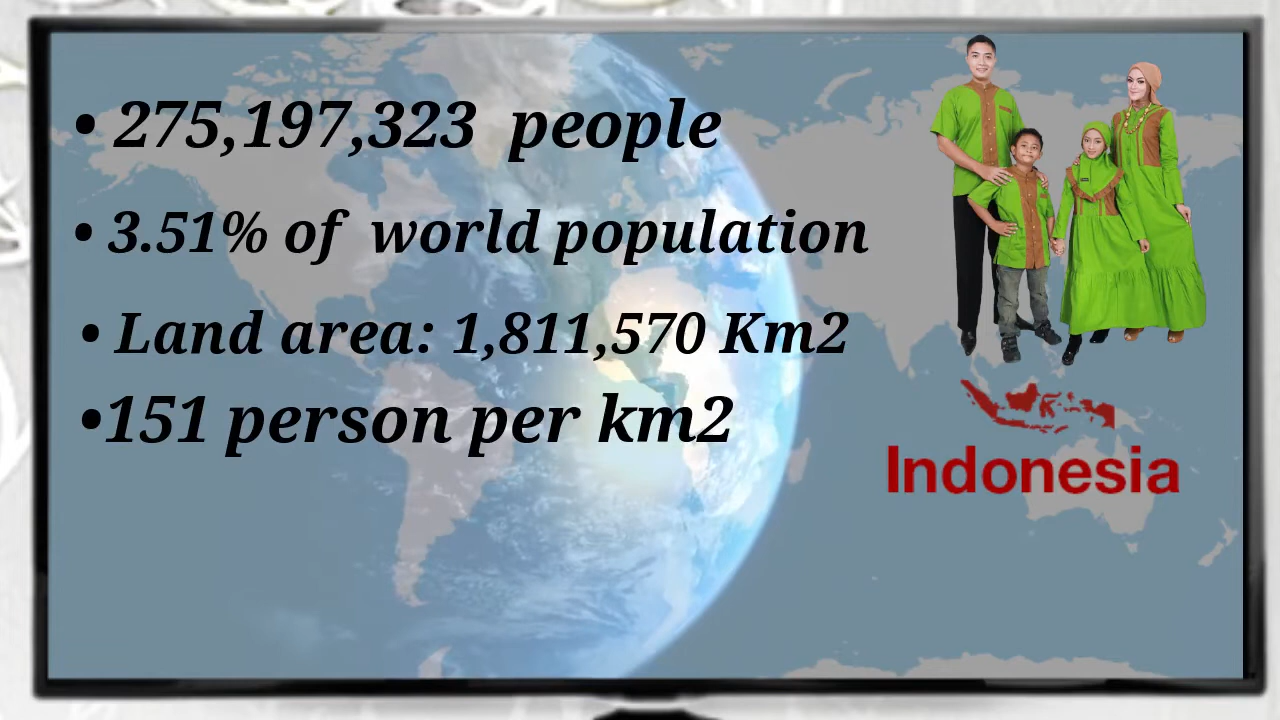 • 275,197,323 people
• 3.51% of world population
• Land area: 1,811,570 Km2
•151 person per km2
Indonesia